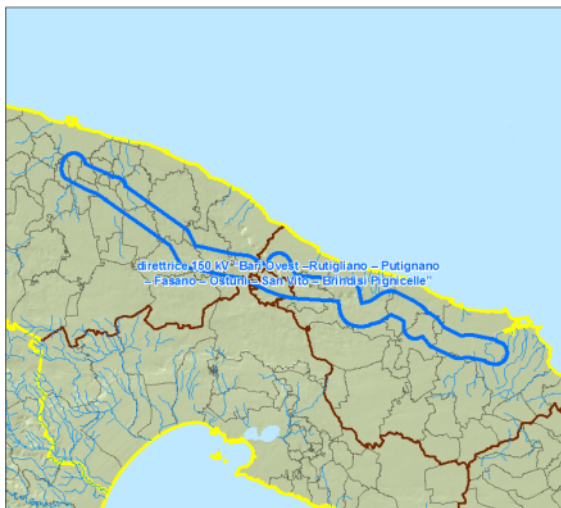 direttrice 150 kV "Bari Ovest –Rutigliano – Putignano
– Fasano – Ostuni – San Vito – Brindisi Pignicelle"